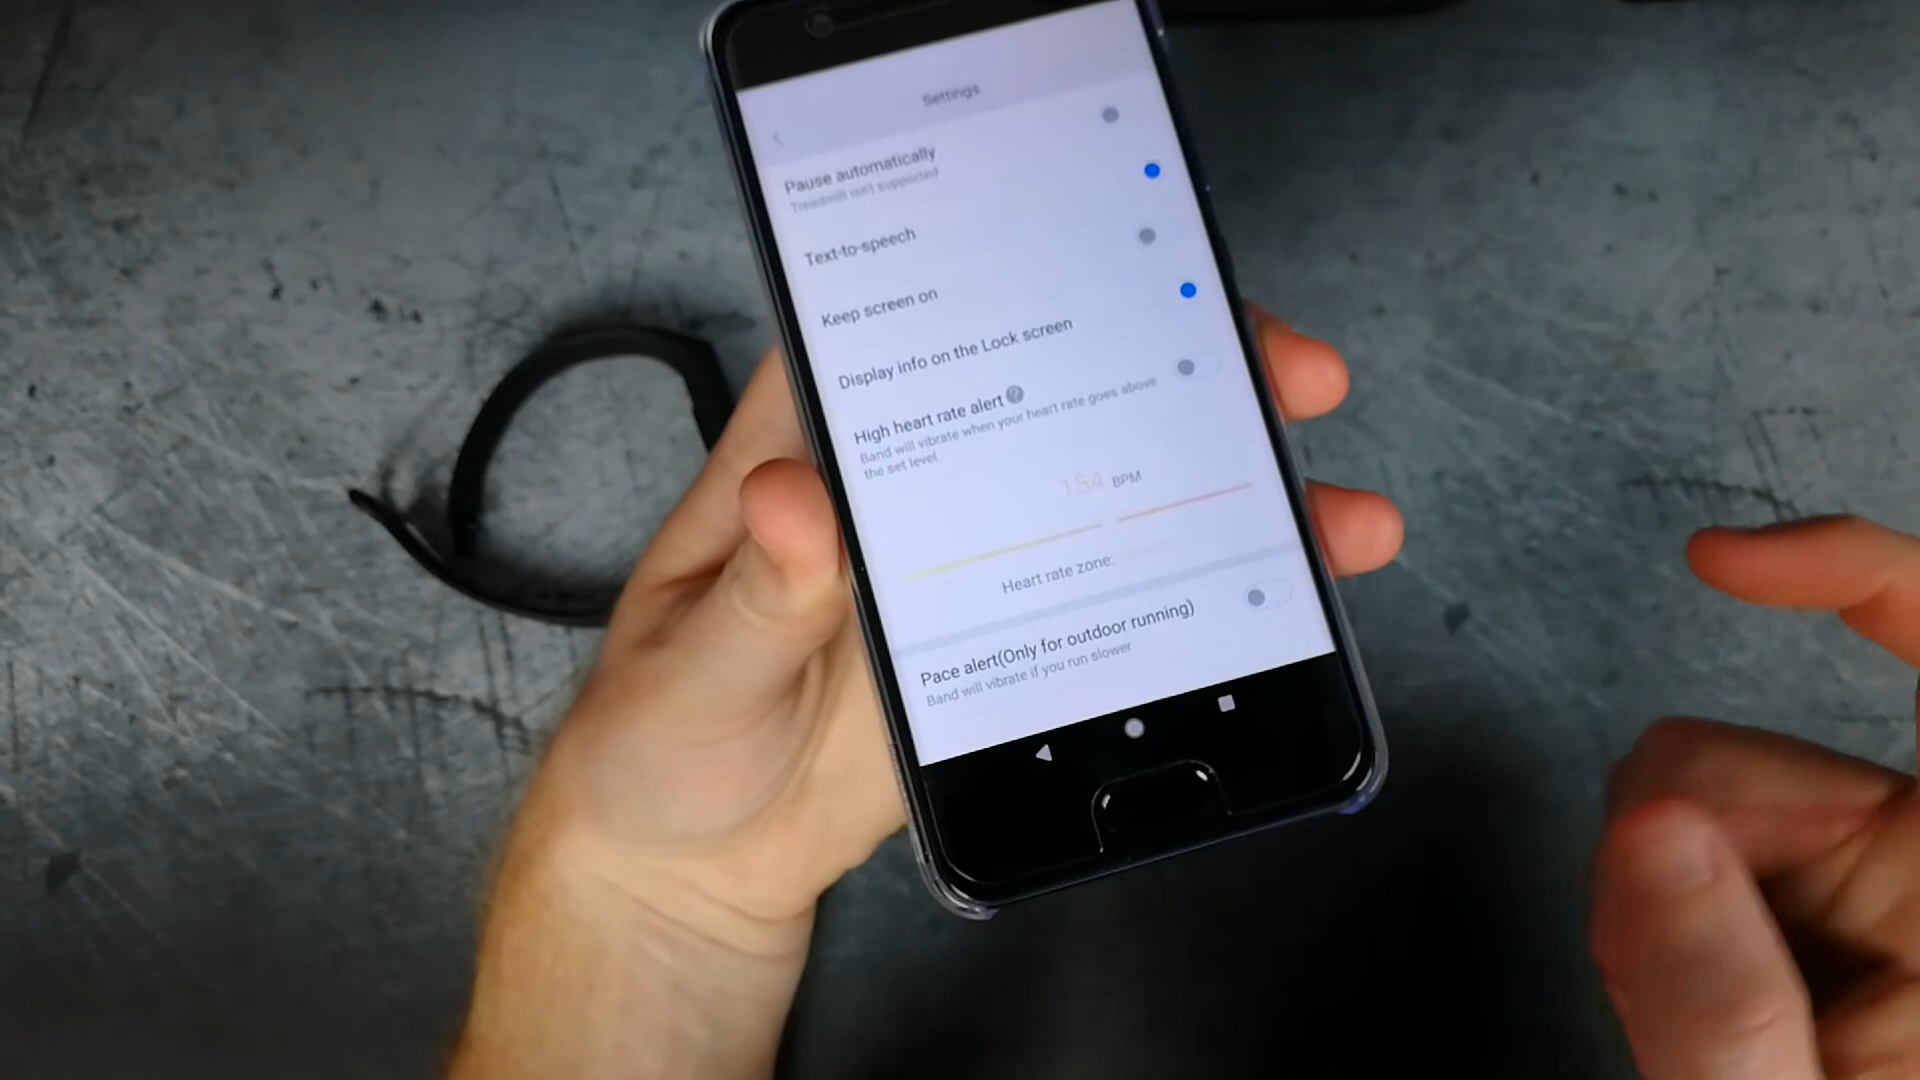 Settings
Pause automatically
Treadmill isn't supported
Text-to-speech
Keep screen on
Display info on the Lock screen
High heart rate alert ?
Band will vibrate when your heart rate goes above
the set level
154 BPM
Heart rate zone:
Pace alert(Only for outdoor running)
Band will vibrate if you run slower